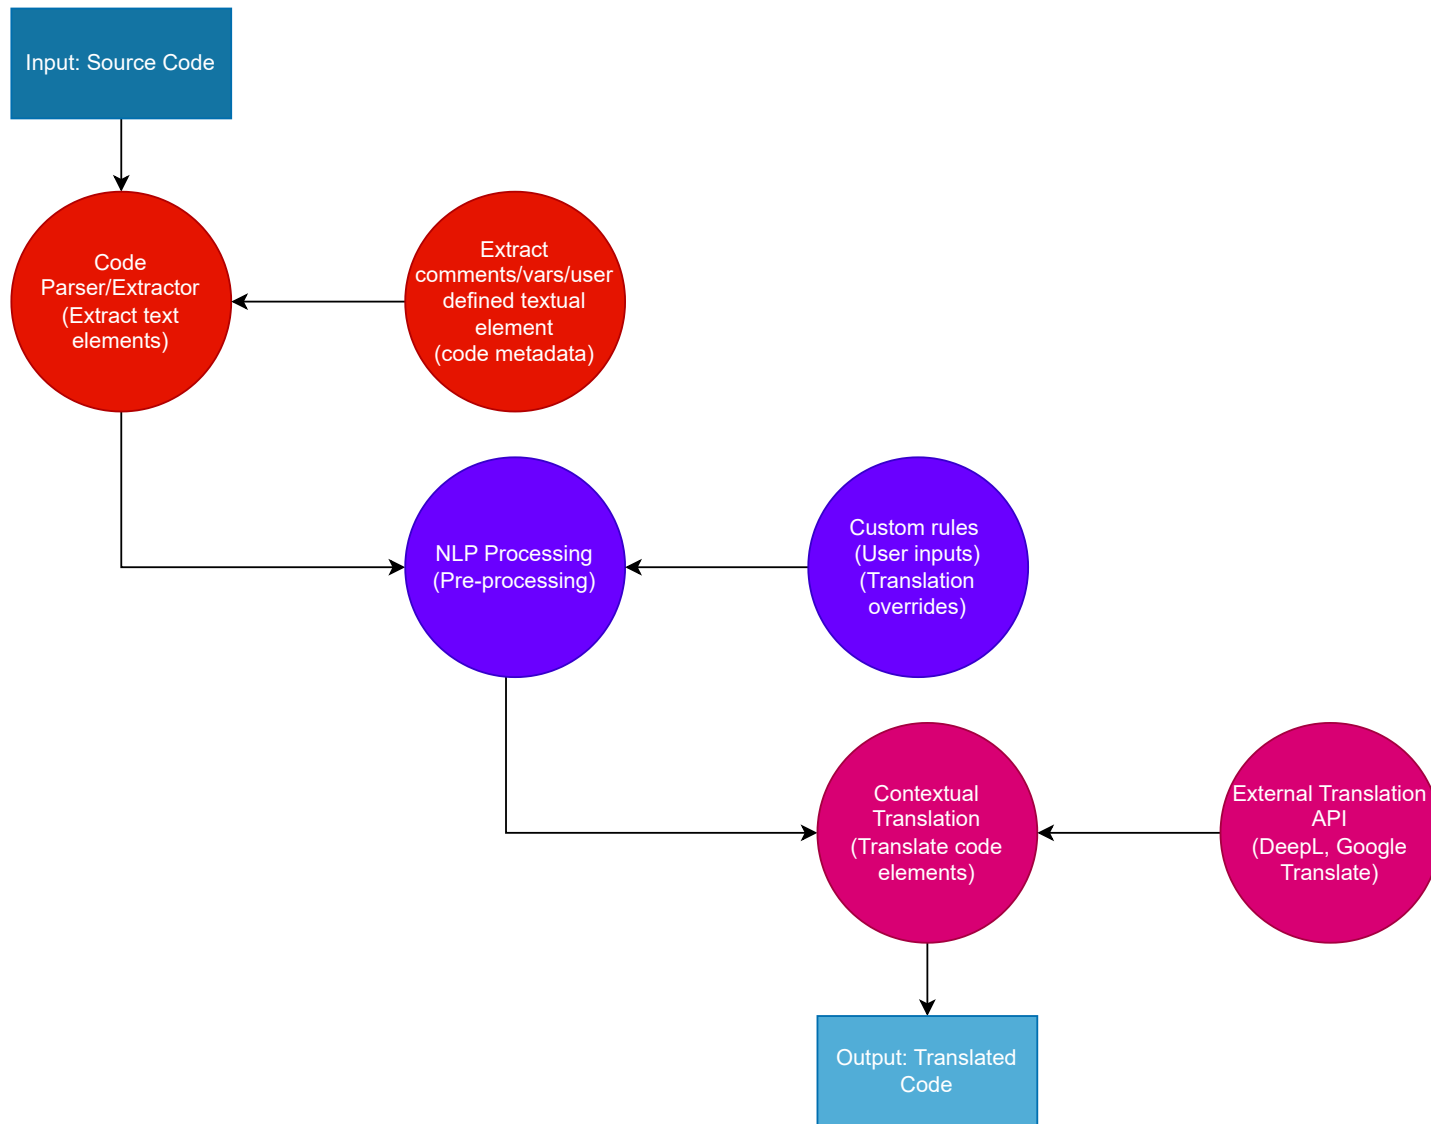 Input: Source Code
Code
Parser/Extractor
(Extract text
elements)
Extract
comments/vars/user
defined textual
element
(code metadata)
NLP Processing
(Pre-processing)
Custom rules
(User inputs)
(Translation
overrides)
Contextual
Translation
(Translate code
elements)
External Translation
API
(DeepL, Google
Translate)
Output: Translated
Code